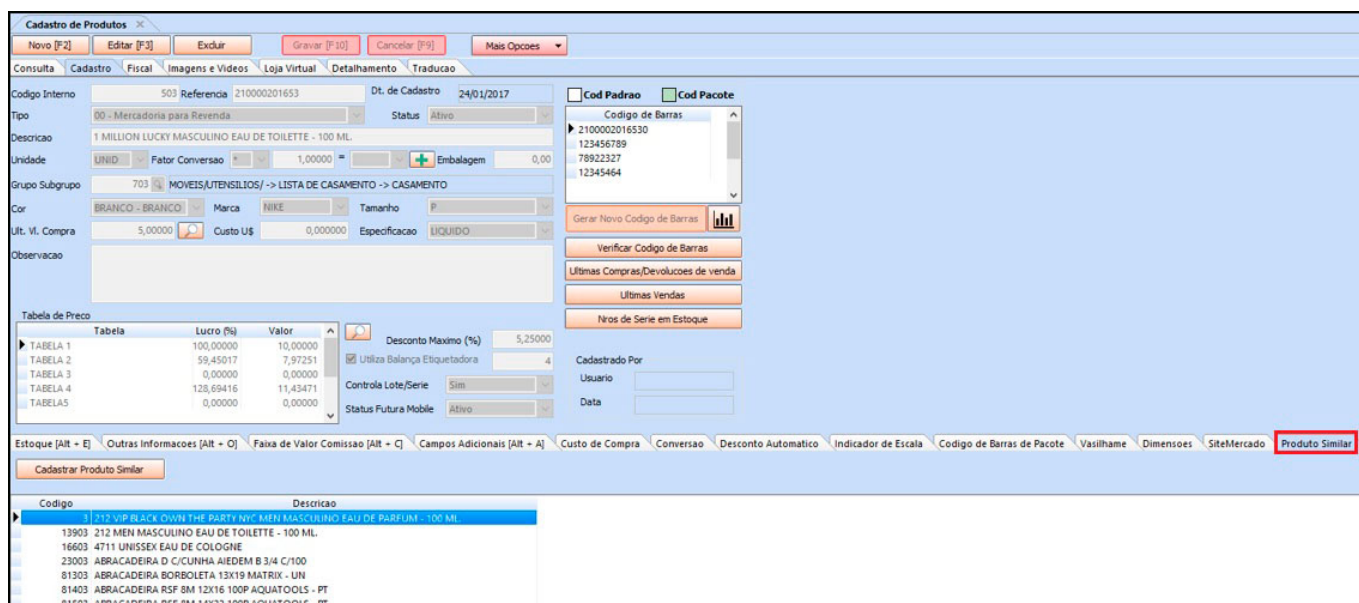 Cadastro de Produtos
Novo [F2] Editar [F3] Excluir Gravar [F10] Cancelar [F9] Mais Opcoes
Consulta Cadastro Fiscal Imagens e Videos Loja Virtual Detalhamento Traducao
Codigo Interno 503 Referencia 210000201653 Dt. de Cadastro 24/01/2017
Tipo 00 - Mercadoria para Revenda Status Ativo
Descricao 1 MILLION LUCKY MASCULINO EAU DE TOILETTE - 100 ML.
Unidade UNID Fator Conversao * 1,00000 = Embalagem 0,00
Grupo Subgrupo 703 MOVEIS/UTENSILIOS/ -> LISTA DE CASAMENTO -> CASAMENTO
Cor BRANCO - BRANCO Marca NIKE Tamanho P
Ult. Vl. Compra 5,00000 Custo U$ 0,000000 Especificacao LIQUIDO
Observacao
Cod Padrao Cod Pacote
Codigo de Barras
2100002016530
123456789
78922327
12345464
Gerar Novo Codigo de Barras
Verificar Codigo de Barras
Ultimas Compras/Devolucoes de venda
Ultimas Vendas
Nros de Serie em Estoque
Tabela de Preco
Tabela Lucro (%) Valor
TABELA 1 100,00000 10,00000
TABELA 2 59,45017 7,97251
TABELA 3 0,00000 0,00000
TABELA 4 128,69416 11,43471
TABELA5 0,00000 0,00000
Desconto Maximo (%) 5,25000
Utiliza Balança Etiquetadora 4
Controla Lote/Serie Sim
Status Futura Mobile Ativo
Cadastrado Por
Usuario
Data
Estoque [Alt + E] Outras Informacoes [Alt + O] Faixa de Valor Comissao [Alt + C] Campos Adicionais [Alt + A] Custo de Compra Conversao Desconto Automatico Indicador de Escala Codigo de Barras de Pacote Vasilhame Dimensoes SiteMercado Produto Similar
Cadastrar Produto Similar
Codigo Descricao
3 212 VIP BLACK OWN THE PARTY NYC MEN MASCULINO EAU DE PARFUM - 100 ML.
13903 212 MEN MASCULINO EAU DE TOILETTE - 100 ML.
16603 4711 UNISSEX EAU DE COLOGNE
23003 ABRACADEIRA D C/CUNHA AIEDEM B 3/4 C/100
81303 ABRACADEIRA BORBOLETA 13X19 MATRIX - UN
81403 ABRACADEIRA RSF 8M 12X16 100P AQUATOOLS - PT